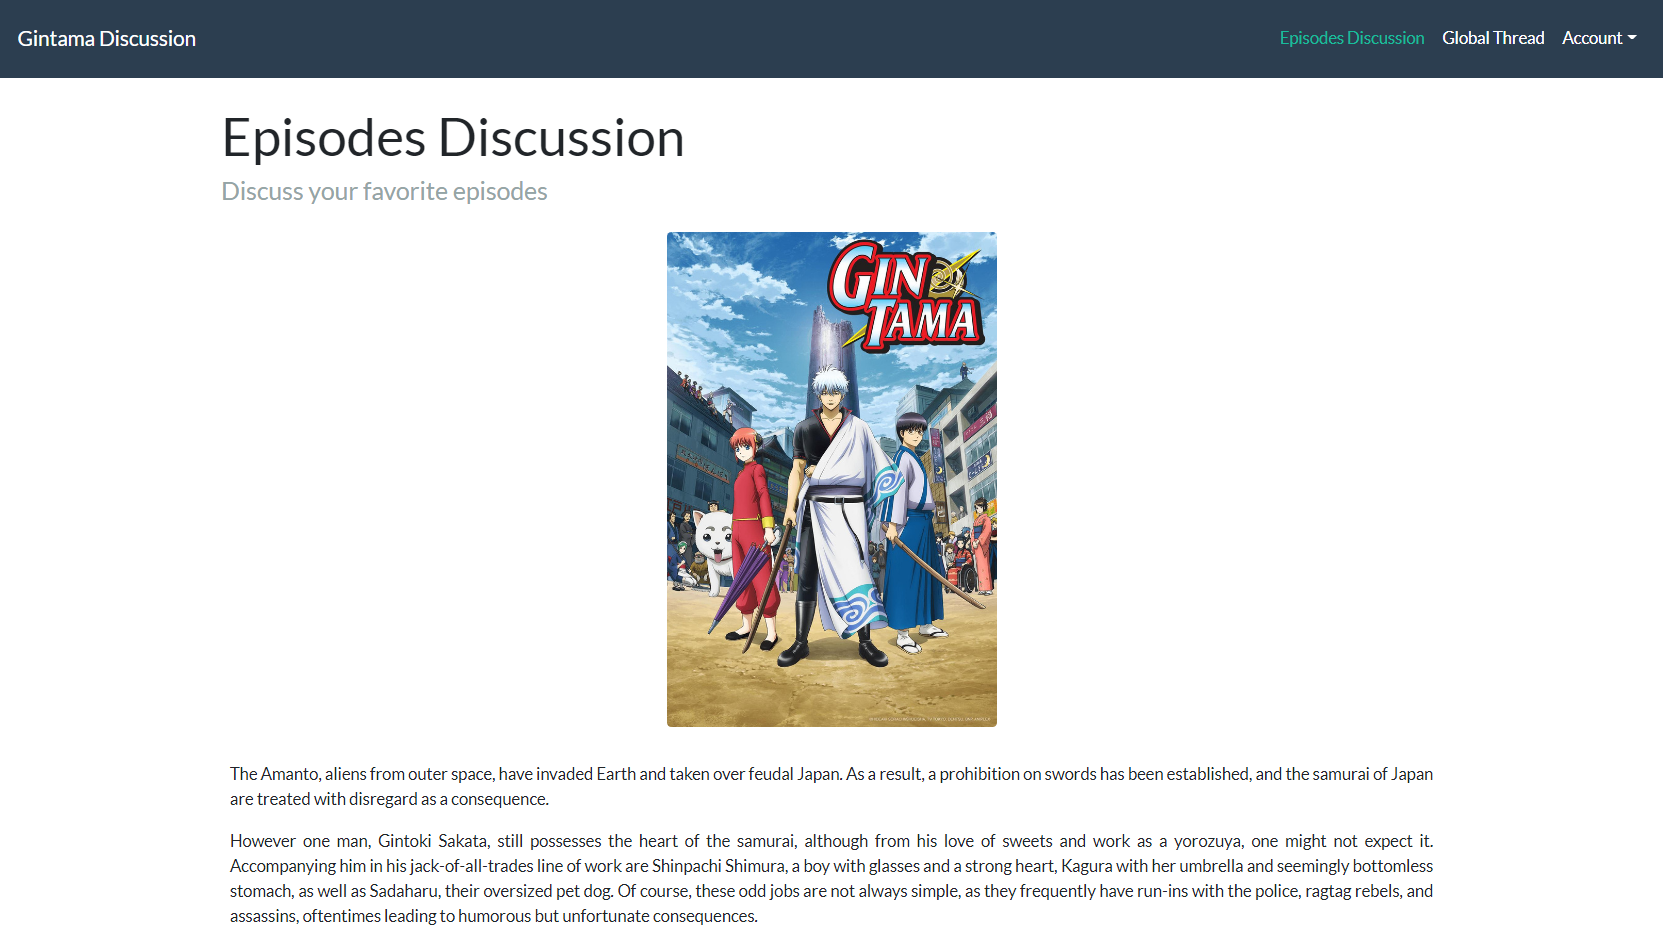 Gintama Discussion
Episodes Discussion
Global Thread
Account
Episodes Discussion
Discuss your favorite episodes
GIN
TAMA
The Amanto, aliens from outer space, have invaded Earth and taken over feudal Japan. As a result, a prohibition on swords has been established, and the samurai of Japan
are treated with disregard as a consequence.
However one man, Gintoki Sakata, still possesses the heart of the samurai, although from his love of sweets and work as a yorozuya, one might not expect it.
Accompanying him in his jack-of-all-trades line of work are Shinpachi Shimura, a boy with glasses and a strong heart, Kagura with her umbrella and seemingly bottomless
stomach, as well as Sadaharu, their oversized pet dog. Of course, these odd jobs are not always simple, as they frequently have run-ins with the police, ragtag rebels, and
assassins, oftentimes leading to humorous but unfortunate consequences.